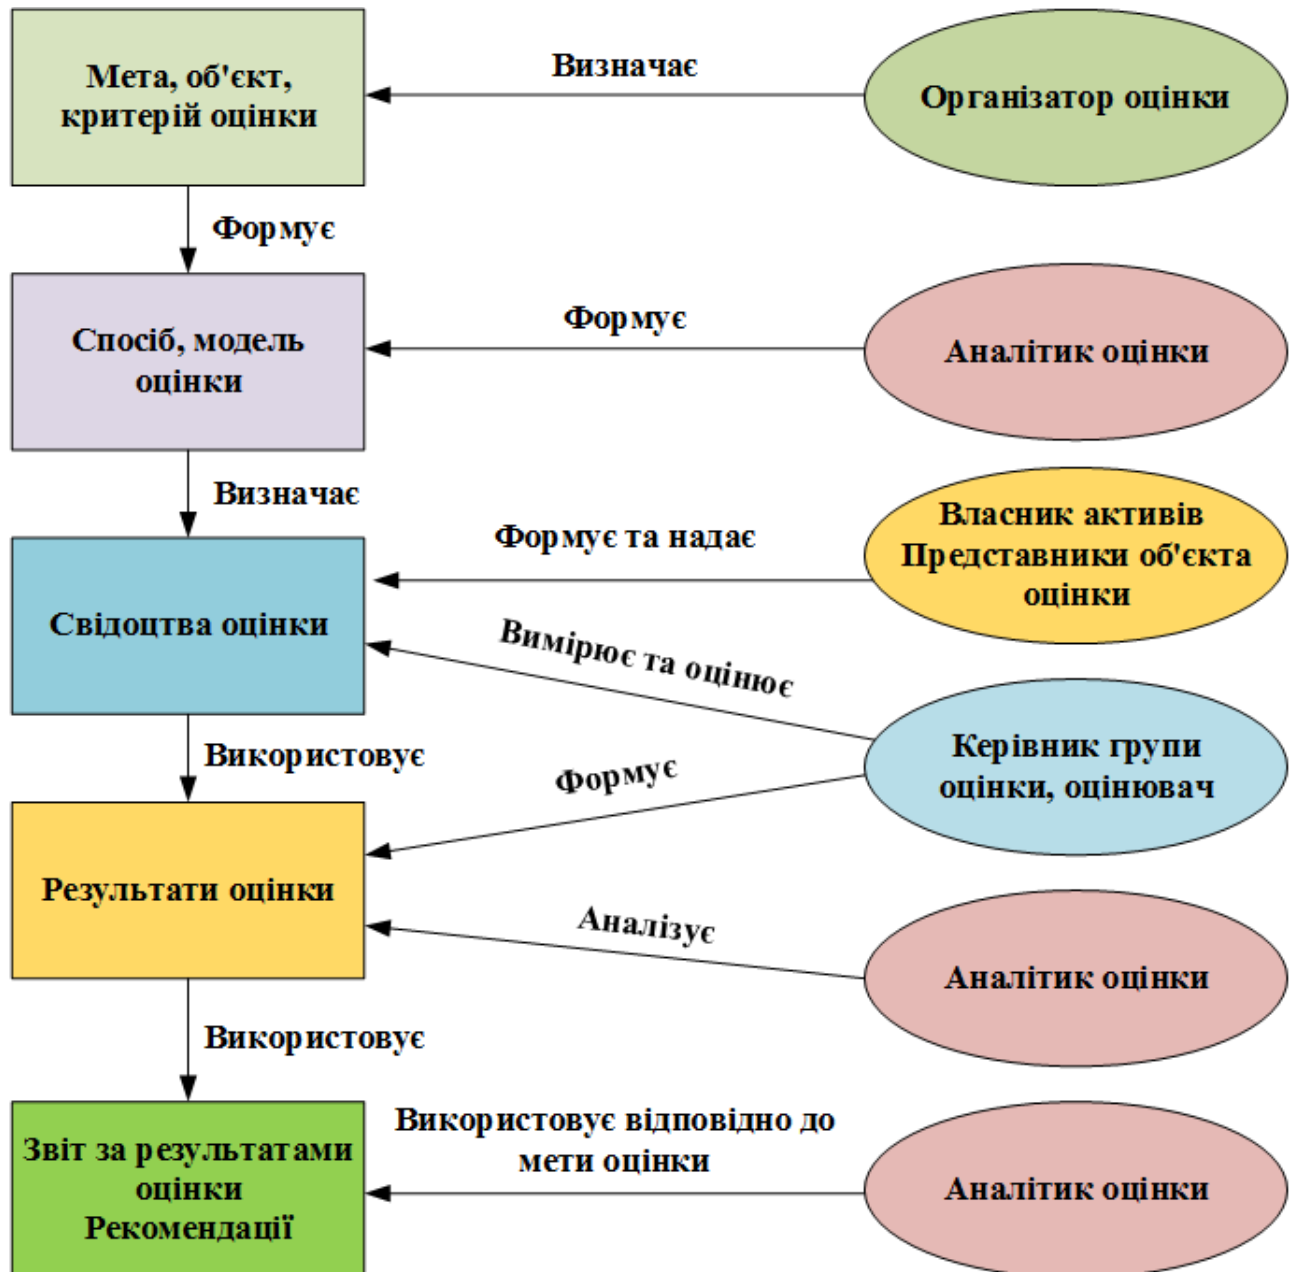 Мета, об'єкт,
критерій оцінки
Визначає
Організатор оцінки
Формує
Спосіб, модель
оцінки
Формує
Аналітик оцінки
Визначає
Свідоцтва оцінки
Формує та надає
Власник активів
Представники об'єкта
оцінки
Вимірює та оцінює
Керівник групи
оцінки, оцінювач
Використовує
Формує
Результати оцінки
Аналізує
Аналітик оцінки
Використовує
Звіт за результатами
оцінки
Рекомендації
Використовує відповідно до
мети оцінки
Аналітик оцінки